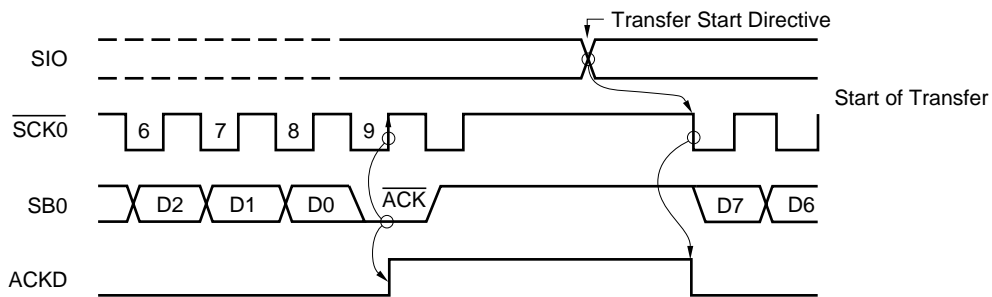 Transfer Start Directive
SIO
Start of Transfer
SCK0 6 7 8 9
SB0 D2 D1 D0 ACK D7 D6
ACKD